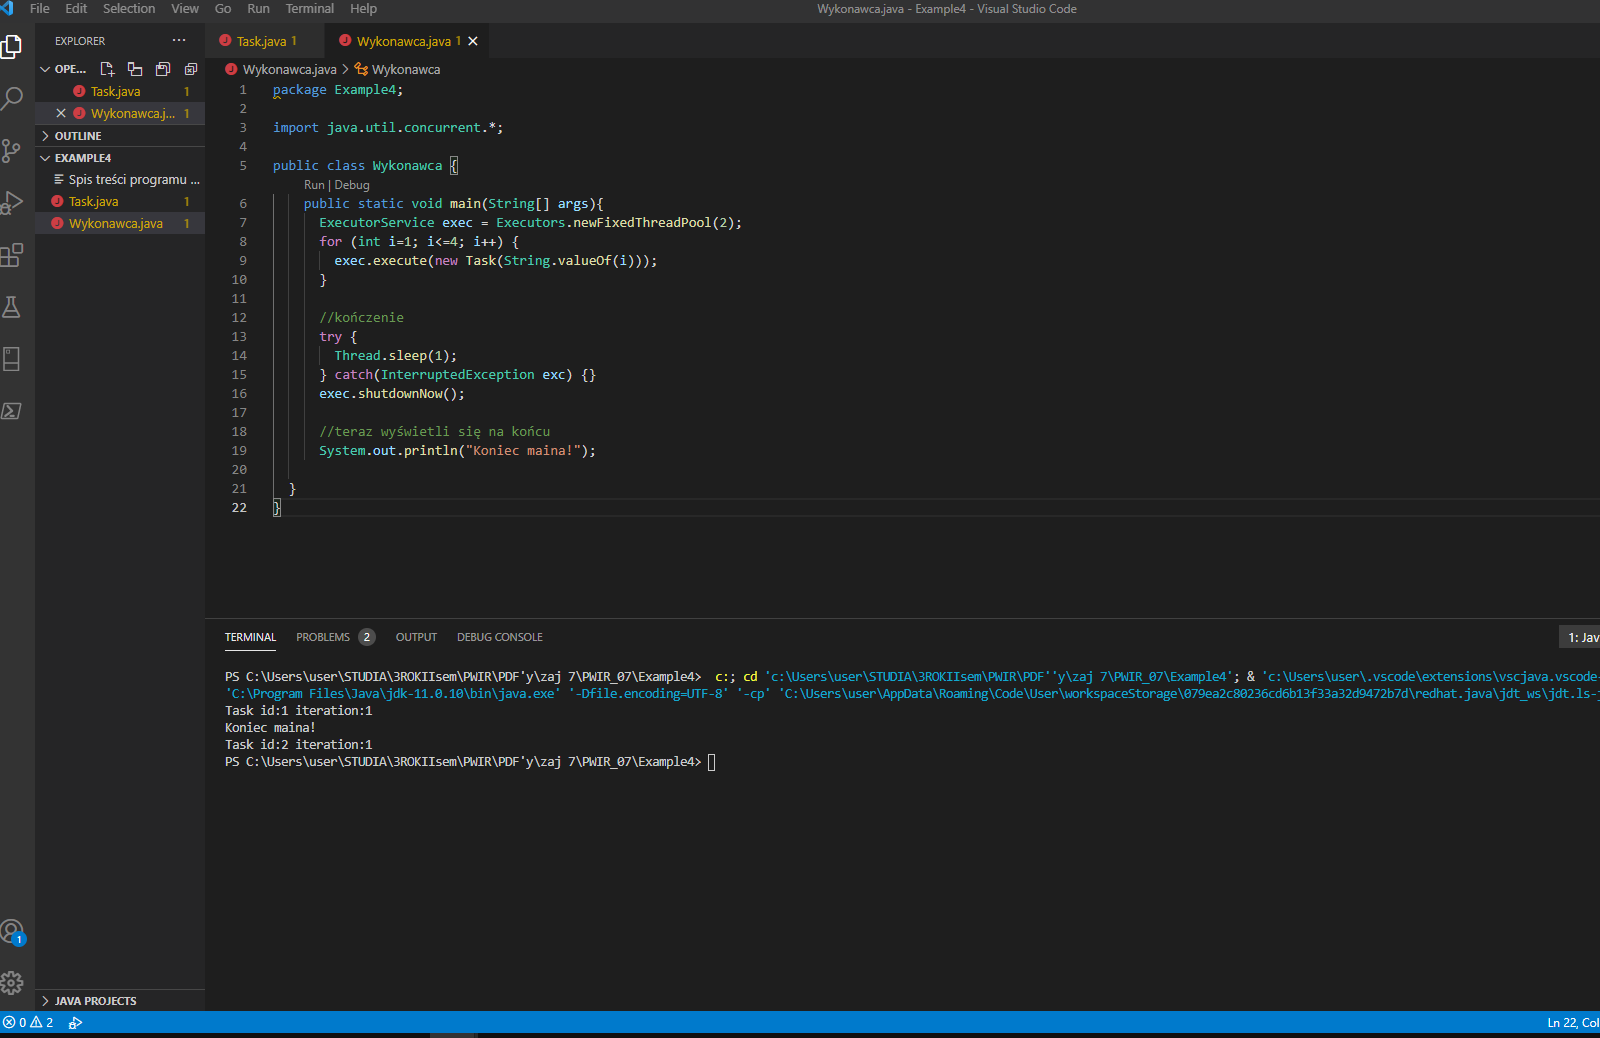 File Edit Selection View Go Run Terminal Help
Wykonawca.java - Example4 - Visual Studio Code
EXPLORER
OPE...
Task.java 1
Wykonawca.j... 1
OUTLINE
EXAMPLE4
Spis treści programu ...
Task.java 1
Wykonawca.java 1
JAVA PROJECTS
Task.java 1
Wykonawca.java 1
Wykonawca.java > Wykonawca
1 package Example4;
2
3 import java.util.concurrent.*;
4
5 public class Wykonawca {
Run | Debug
6 public static void main(String[] args){
7 ExecutorService exec = Executors.newFixedThreadPool(2);
8 for (int i=1; i<=4; i++) {
9 exec.execute(new Task(String.valueOf(i)));
10 }
11
12 //kończenie
13 try {
14 Thread.sleep(1);
15 } catch(InterruptedException exc) {}
16 exec.shutdownNow();
17
18 //teraz wyświetli się na końcu
19 System.out.println("Koniec maina!");
20
21 }
22 }
TERMINAL PROBLEMS 2 OUTPUT DEBUG CONSOLE
1: Jav
PS C:\Users\user\STUDIA\3ROKIIsem\PWIR\PDF'y\zaj 7\PWIR_07\Example4> c:; cd 'c:\Users\user\STUDIA\3ROKIIsem\PWIR\PDF''y\zaj 7\PWIR_07\Example4'; & 'c:\Users\user\.vscode\extensions\vscjava.vscode-
'C:\Program Files\Java\jdk-11.0.10\bin\java.exe' '-Dfile.encoding=UTF-8' '-cp' 'C:\Users\user\AppData\Roaming\Code\User\workspaceStorage\079ea2c80236cd6b13f33a32d9472b7d\redhat.java\jdt_ws\jdt.ls-
Task id:1 iteration:1
Koniec maina!
Task id:2 iteration:1
PS C:\Users\user\STUDIA\3ROKIIsem\PWIR\PDF'y\zaj 7\PWIR_07\Example4>
1
0 2
Ln 22, Col